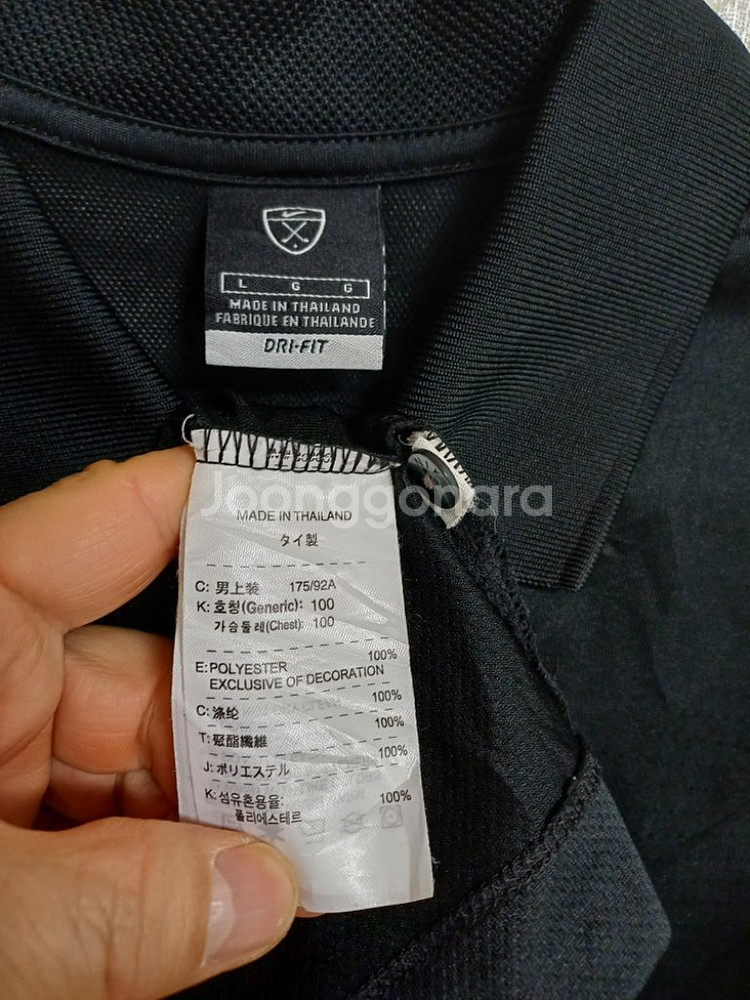 L G G
MADE IN THAILAND
FABRIQUE EN THAILANDE
DRI-FIT
Joonggonara
MADE IN THAILAND
タイ製
C: 男上装 175/92A
K: 호칭(Generic): 100
가슴둘레(Chest): 100
E:POLYESTER 100%
EXCLUSIVE OF DECORATION
C:涤纶 100%
T:聚酯纖維 100%
J:ポリエステル 100%
K:섬유혼용율: 100%
폴리에스테르